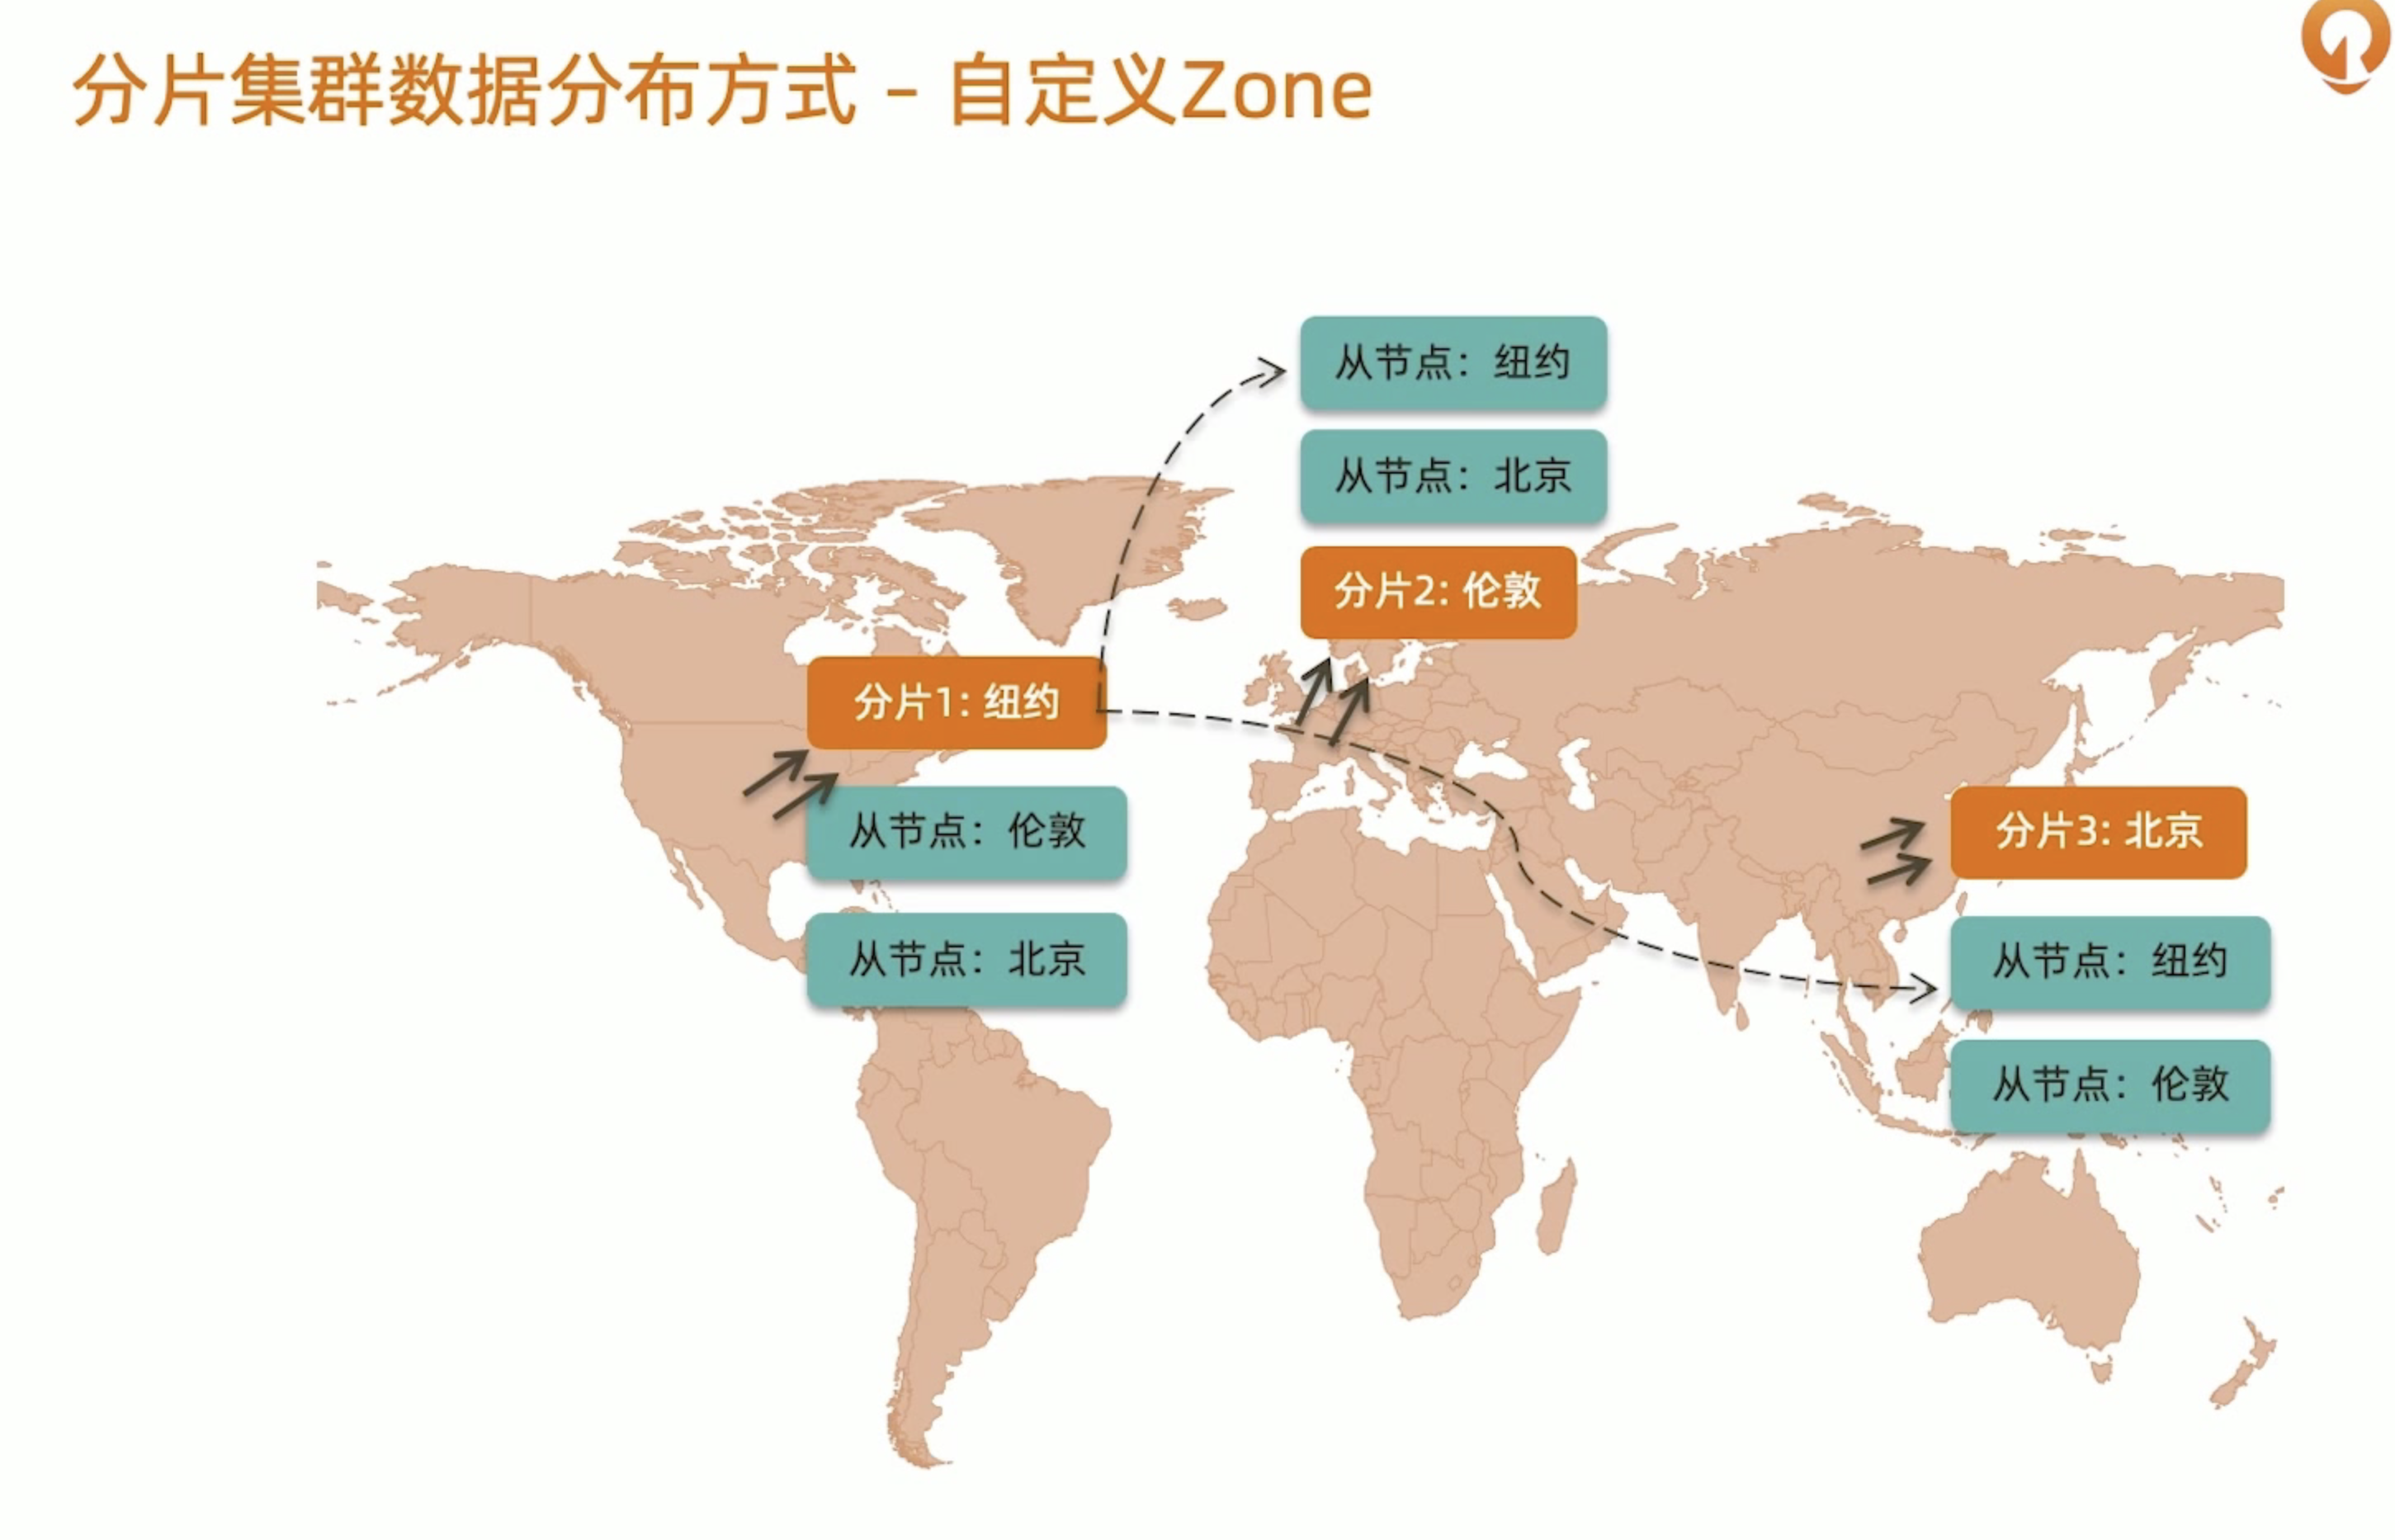 分片集群数据分布方式 - 自定义Zone
从节点：纽约
从节点：北京
分片2: 伦敦
分片1: 纽约
从节点：伦敦
从节点：北京
分片3: 北京
从节点：纽约
从节点：伦敦